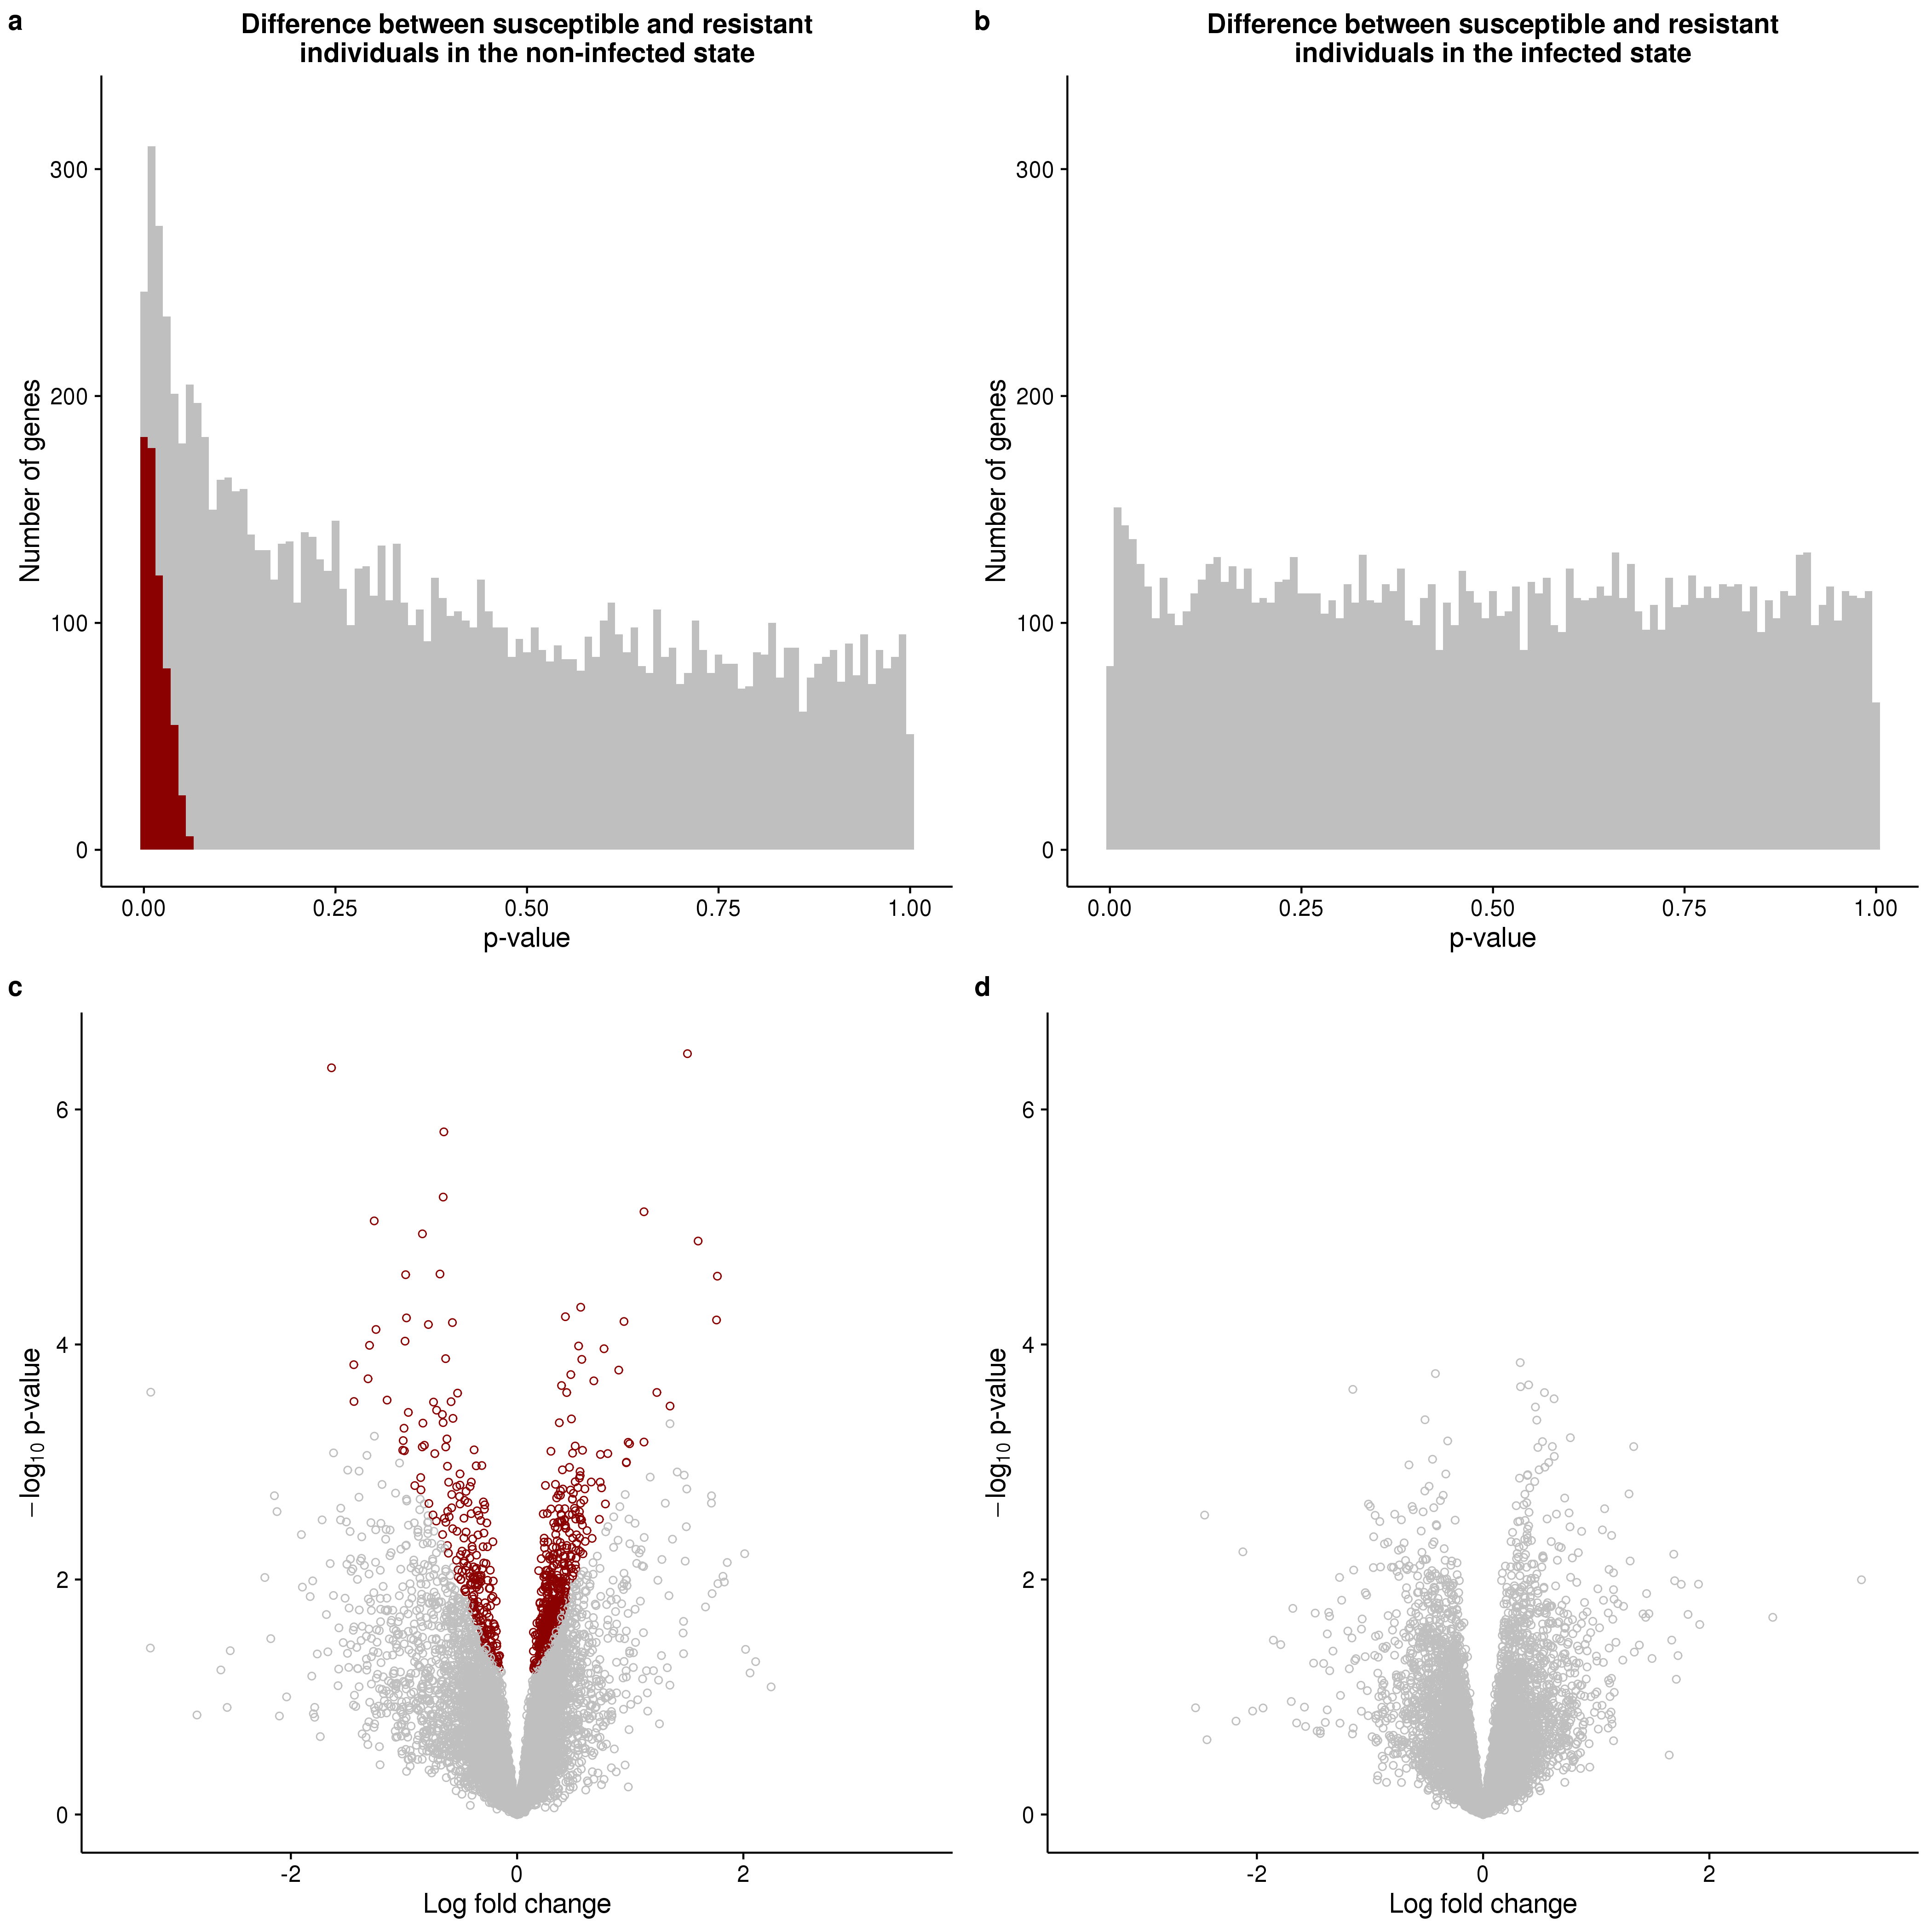 a
Difference between susceptible and resistant
individuals in the non-infected state
Number of genes
300
200
100
0
0.00 0.25 0.50 0.75 1.00
p-value
b
Difference between susceptible and resistant
individuals in the infected state
Number of genes
300
200
100
0
0.00 0.25 0.50 0.75 1.00
p-value
c
−log10 p-value
6
4
2
0
-2 0 2
Log fold change
d
−log10 p-value
6
4
2
0
-2 0 2
Log fold change